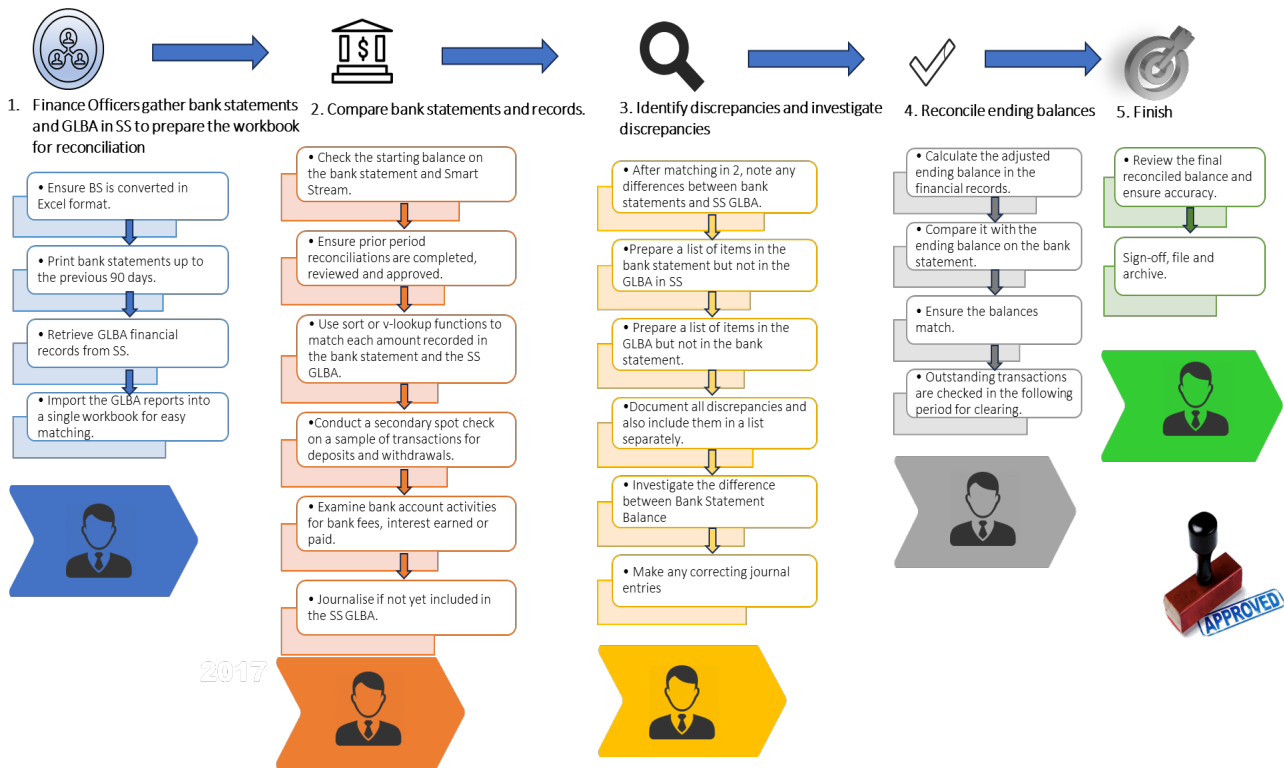 1. Finance Officers gather bank statements
and GLBA in SS to prepare the workbook
for reconciliation
• Ensure BS is converted in
Excel format.
• Print bank statements up to
the previous 90 days.
• Retrieve GLBA financial
records from SS.
• Import the GLBA reports into
a single workbook for easy
matching.
2. Compare bank statements and records.
• Check the starting balance on
the bank statement and Smart
Stream.
• Ensure prior period
reconciliations are completed,
reviewed and approved.
• Use sort or v-lookup functions to
match each amount recorded in
the bank statement and the SS
GLBA.
•Conduct a secondary spot check
on a sample of transactions for
deposits and withdrawals.
• Examine bank account activities
for bank fees, interest earned or
paid.
• Journalise if not yet included in
the SS GLBA.
2017
3. Identify discrepancies and investigate
discrepancies
• After matching in 2, note any
differences between bank
statements and SS GLBA.
•Prepare a list of items in the
bank statement but not in the
GLBA in SS
• Prepare a list of items in the
GLBA but not in the bank
statement.
•Document all discrepancies and
also include them in a list
separately.
• Investigate the difference
between Bank Statement
Balance
• Make any correcting journal
entries
4. Reconcile ending balances
• Calculate the adjusted
ending balance in the
financial records.
• Compare it with the
ending balance on the bank
statement.
• Ensure the balances
match.
• Outstanding transactions
are checked in the following
period for clearing.
5. Finish
• Review the final
reconciled balance and
ensure accuracy.
Sign-off, file and
archive.
APPROVED